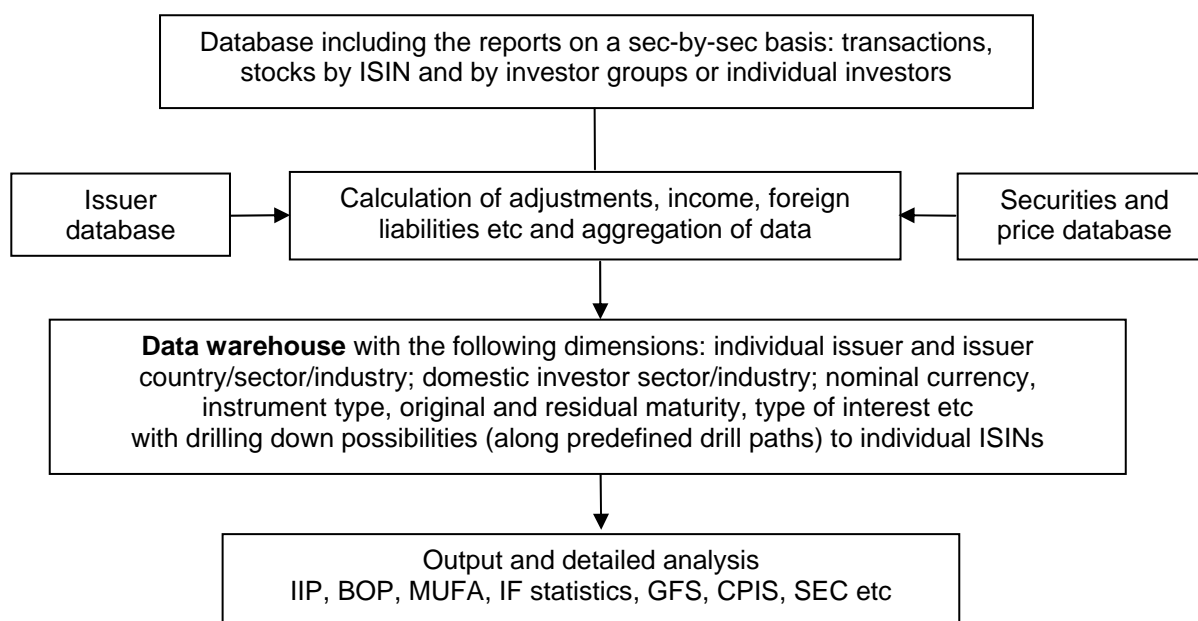 Database including the reports on a sec-by-sec basis: transactions,
stocks by ISIN and by investor groups or individual investors
Issuer
database
Calculation of adjustments, income, foreign
liabilities etc and aggregation of data
Securities and
price database
Data warehouse with the following dimensions: individual issuer and issuer
country/sector/industry; domestic investor sector/industry; nominal currency,
instrument type, original and residual maturity, type of interest etc
with drilling down possibilities (along predefined drill paths) to individual ISINs
Output and detailed analysis
IIP, BOP, MUFA, IF statistics, GFS, CPIS, SEC etc